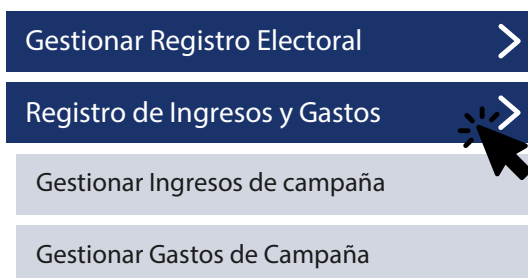 Gestionar Registro Electoral
Registro de Ingresos y Gastos
Gestionar Ingresos de campaña
Gestionar Gastos de Campaña